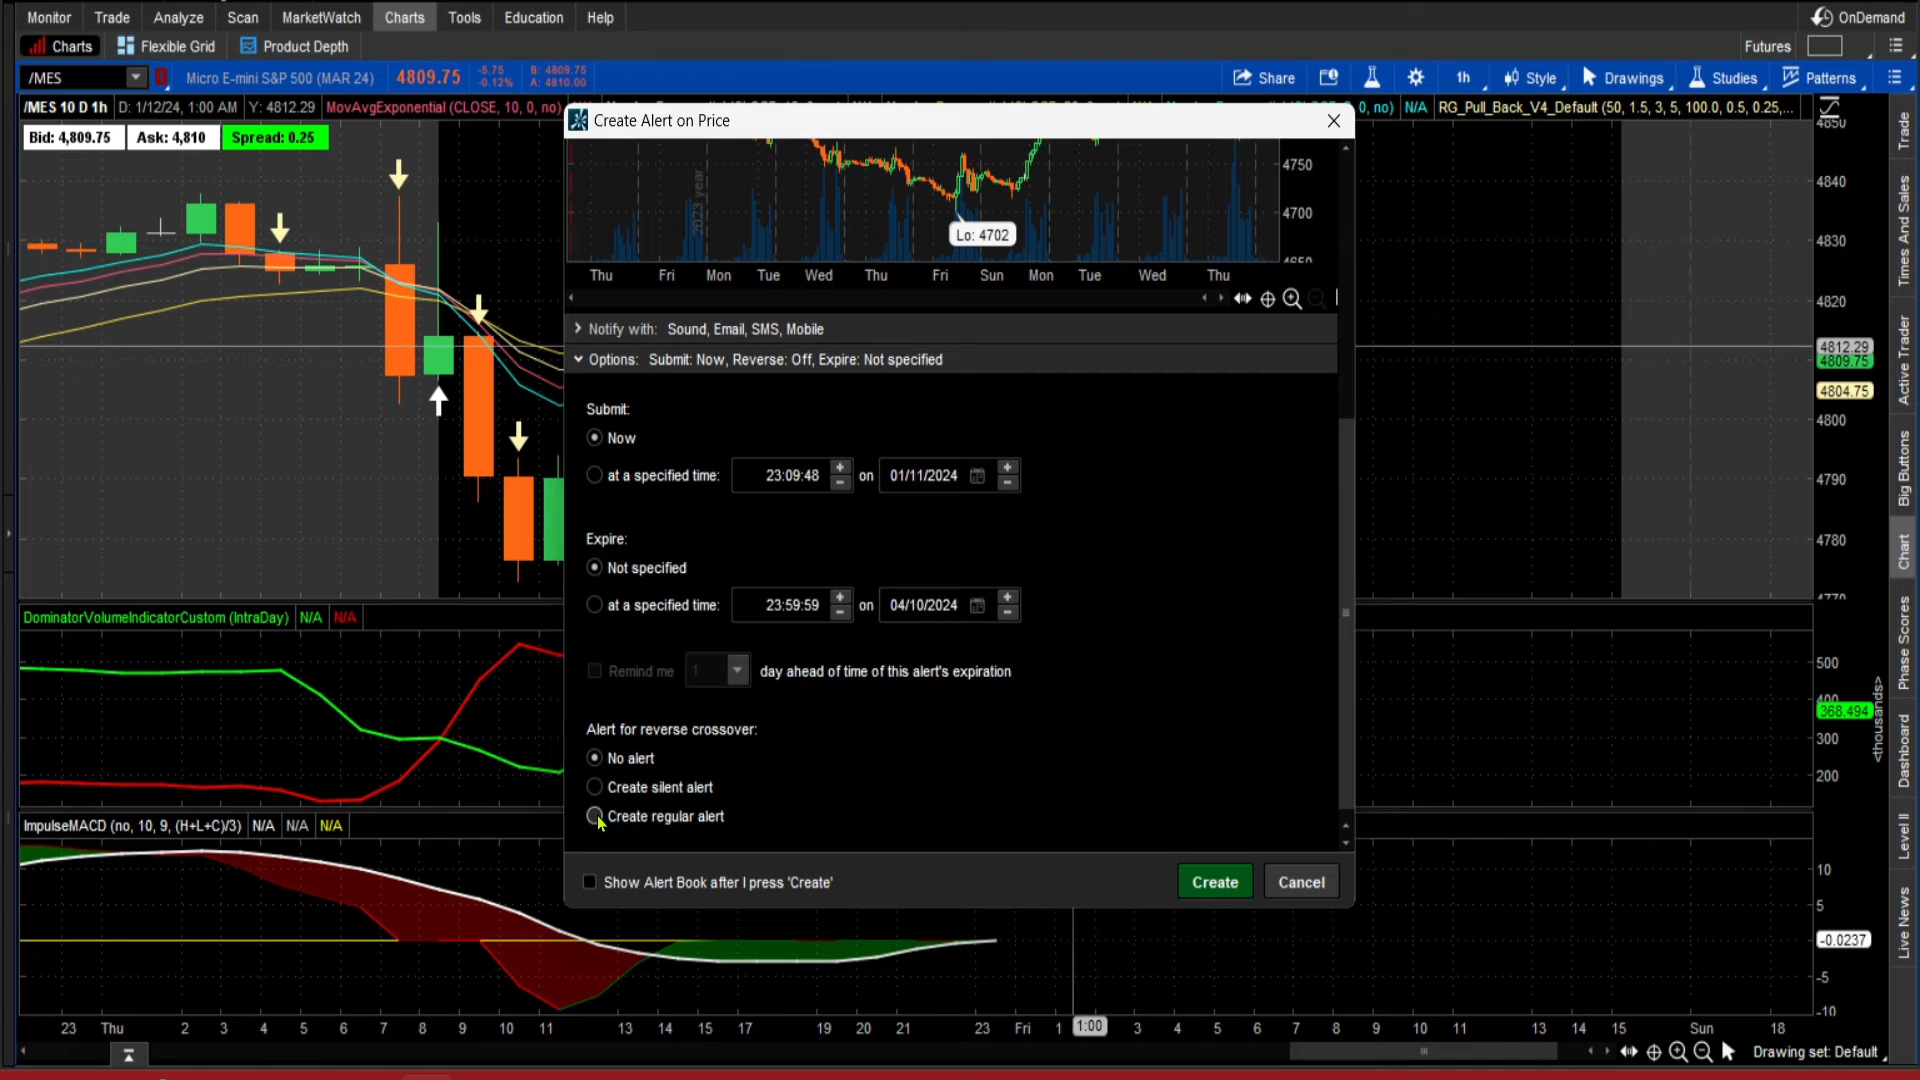 Monitor Trade Analyze Scan MarketWatch Charts Tools Education Help OnDemand
Charts Flexible Grid Product Depth Futures
/MES Micro E-mini S&P 500 (MAR 24) 4809.75 -5.75 -0.12% B: 4809.75 A: 4810.00 Share 1h Style Drawings Studies Patterns
/MES 10 D 1h D: 1/12/24, 1:00 AM Y: 4812.29 MovAvgExponential (CLOSE, 10, 0, no) 0, no) N/A RG_Pull_Back_V4_Default (50, 1.5, 3, 5, 100.0, 0.5, 0.25,...
Bid: 4,809.75 Ask: 4,810 Spread: 0.25
Create Alert on Price
4750
4700
4650
2023 year
Lo: 4702
Thu Fri Mon Tue Wed Thu Fri Sun Mon Tue Wed Thu
Notify with: Sound, Email, SMS, Mobile
Options: Submit: Now, Reverse: Off, Expire: Not specified
Submit:
Now
at a specified time: 23:09:48 on 01/11/2024
Expire:
Not specified
at a specified time: 23:59:59 on 04/10/2024
Remind me 1 day ahead of time of this alert's expiration
Alert for reverse crossover:
No alert
Create silent alert
Create regular alert
Show Alert Book after I press 'Create' Create Cancel
4850
4840
4830
4820
4812.29
4809.75
4804.75
4800
4790
4780
4770
DominatorVolumeIndicatorCustom (IntraDay) N/A N/A
500
400
368.494
300
200
<thousands>
ImpulseMACD (no, 10, 9, (H+L+C)/3) N/A N/A N/A
10
5
-0.0237
-5
-10
23 Thu 2 3 4 5 6 7 8 9 10 11 13 14 15 17 19 20 21 23 Fri 1 1:00 3 4 5 6 7 8 9 10 11 13 14 15 Sun 18
Drawing set: Default
Trade
Times And Sales
Active Trader
Big Buttons
Chart
Phase Scores
Dashboard
Level II
Live News